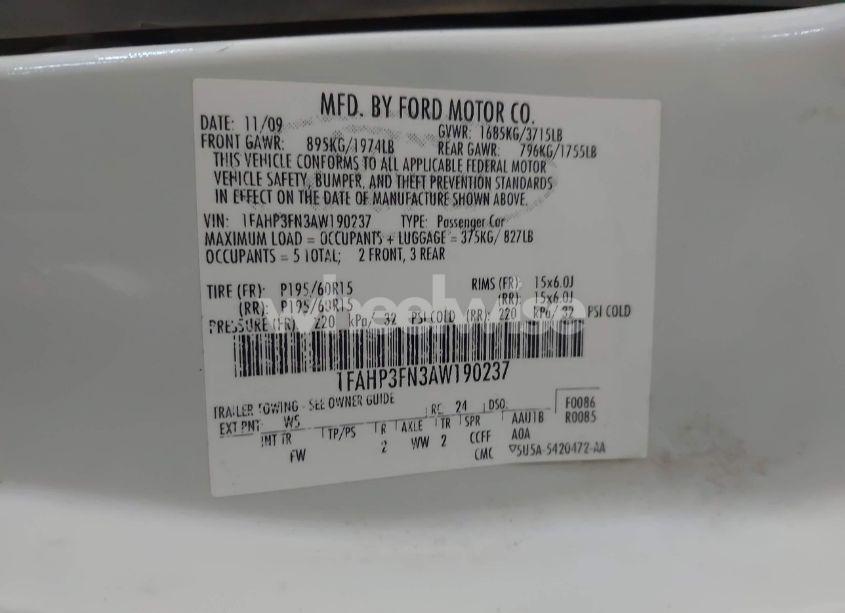 MFD. BY FORD MOTOR CO.
DATE: 11/09 GVWR: 1685KG/3715LB
FRONT GAWR: 895KG/1974LB REAR GAWR: 796KG/1755LB
THIS VEHICLE CONFORMS TO ALL APPLICABLE FEDERAL MOTOR
VEHICLE SAFETY, BUMPER, AND THEFT PREVENTION STANDARDS
IN EFFECT ON THE DATE OF MANUFACTURE SHOWN ABOVE.
VIN: 1FAHP3FN3AW190237 TYPE: Passenger Car
MAXIMUM LOAD = OCCUPANTS + LUGGAGE = 375KG/ 827LB
OCCUPANTS = 5 TOTAL; 2 FRONT, 3 REAR
TIRE (FR): P195/60R15 RIMS (FR): 15x6.0J
(RR): P195/60R15 (RR): 15x6.0J
wheelwise
PRESSURE (FR): 220 kPa/ 32 PSI COLD (RR): 220 kPa/ 32 PSI COLD
1FAHP3FN3AW190237
TRAILER TOWING - SEE OWNER GUIDE
EXT PNT: WS RC 24 DSO: F0086
INT TR TP/PS R AXLE TR SPR AAU1B R0085
FW 2 WW 2 CCFF AOA
CMC ▽5U5A-5420472-AA